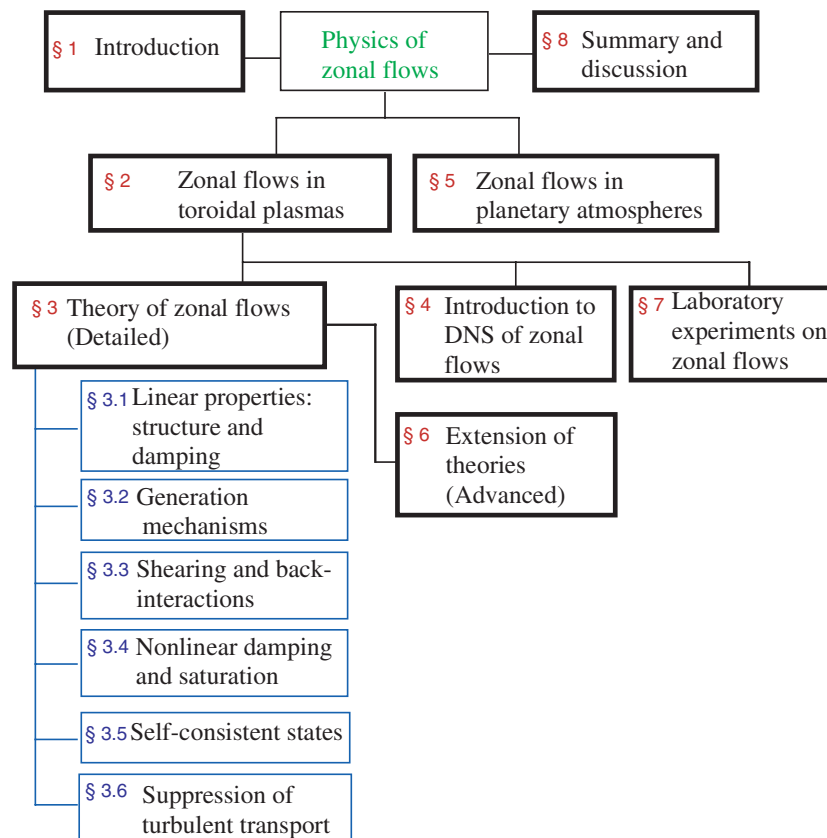 § 1 Introduction
Physics of
zonal flows
§ 8 Summary and
discussion
§ 2 Zonal flows in
toroidal plasmas
§ 5 Zonal flows in
planetary atmospheres
§ 3 Theory of zonal flows
(Detailed)
§ 4 Introduction to
DNS of zonal
flows
§ 7 Laboratory
experiments on
zonal flows
§ 3.1 Linear properties:
structure and
damping
§ 6 Extension of
theories
(Advanced)
§ 3.2 Generation
mechanisms
§ 3.3 Shearing and back-
interactions
§ 3.4 Nonlinear damping
and saturation
§ 3.5 Self-consistent states
§ 3.6 Suppression of
turbulent transport